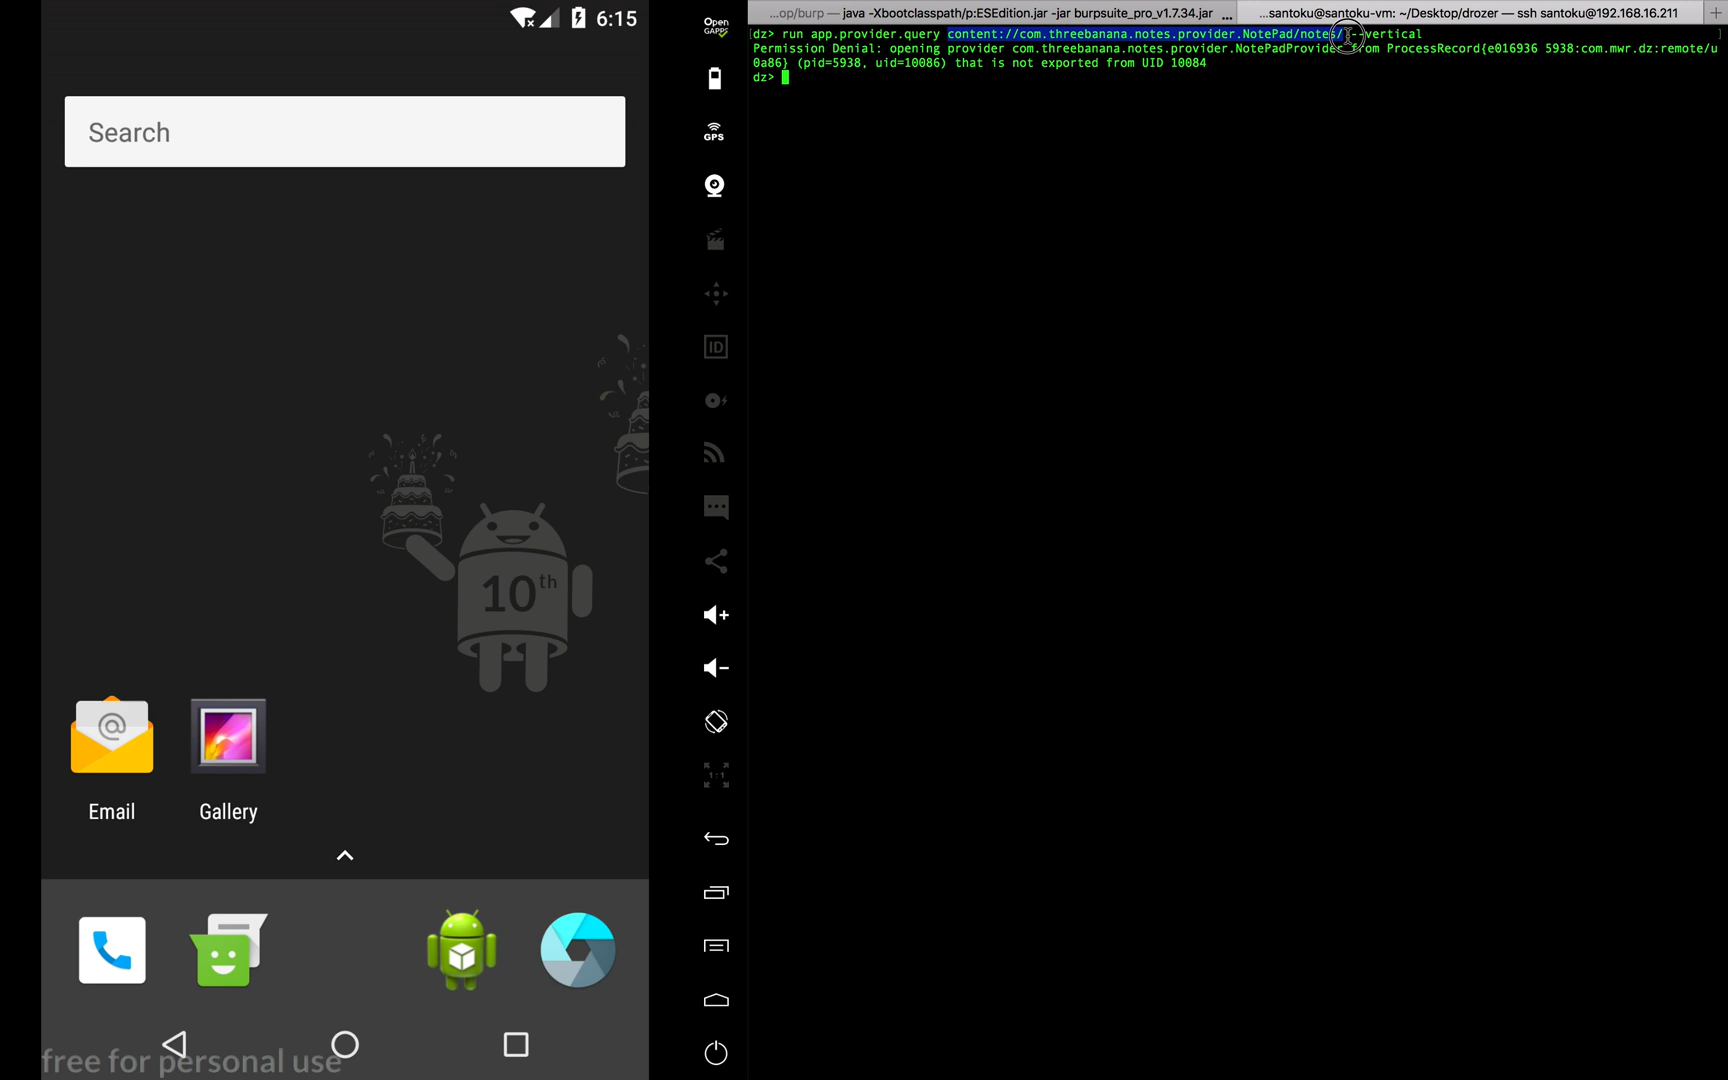 6:15
Search
10th
Email
Gallery
free for personal use
Open
GAPPS
GPS
ID
1:1
...op/burp — java -Xbootclasspath/p:ESEdition.jar -jar burpsuite_pro_v1.7.34.jar ...
...santoku@santoku-vm: ~/Desktop/drozer — ssh santoku@192.168.16.211
dz> run app.provider.query content://com.threebanana.notes.provider.NotePad/notes/ --vertical
Permission Denial: opening provider com.threebanana.notes.provider.NotePadProvider from ProcessRecord{e016936 5938:com.mwr.dz:remote/u
0a86} (pid=5938, uid=10086) that is not exported from UID 10084
dz>